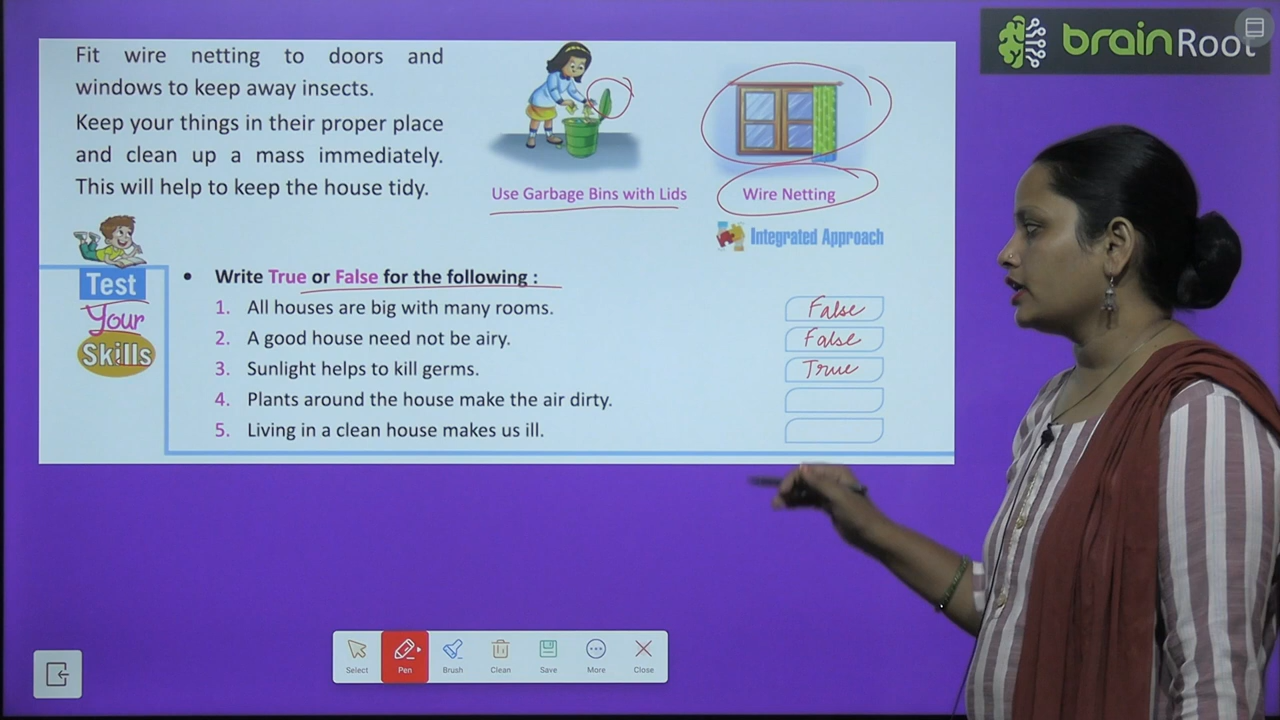 Fit wire netting to doors and
windows to keep away insects.
Keep your things in their proper place
and clean up a mass immediately.
This will help to keep the house tidy.
Use Garbage Bins with Lids
Wire Netting
Integrated Approach
Test
Your
Skills
• Write True or False for the following :
1. All houses are big with many rooms. False
2. A good house need not be airy. False
3. Sunlight helps to kill germs. True
4. Plants around the house make the air dirty.
5. Living in a clean house makes us ill.
brainRoot
Select
Pen
Brush
Clean
Save
More
Close